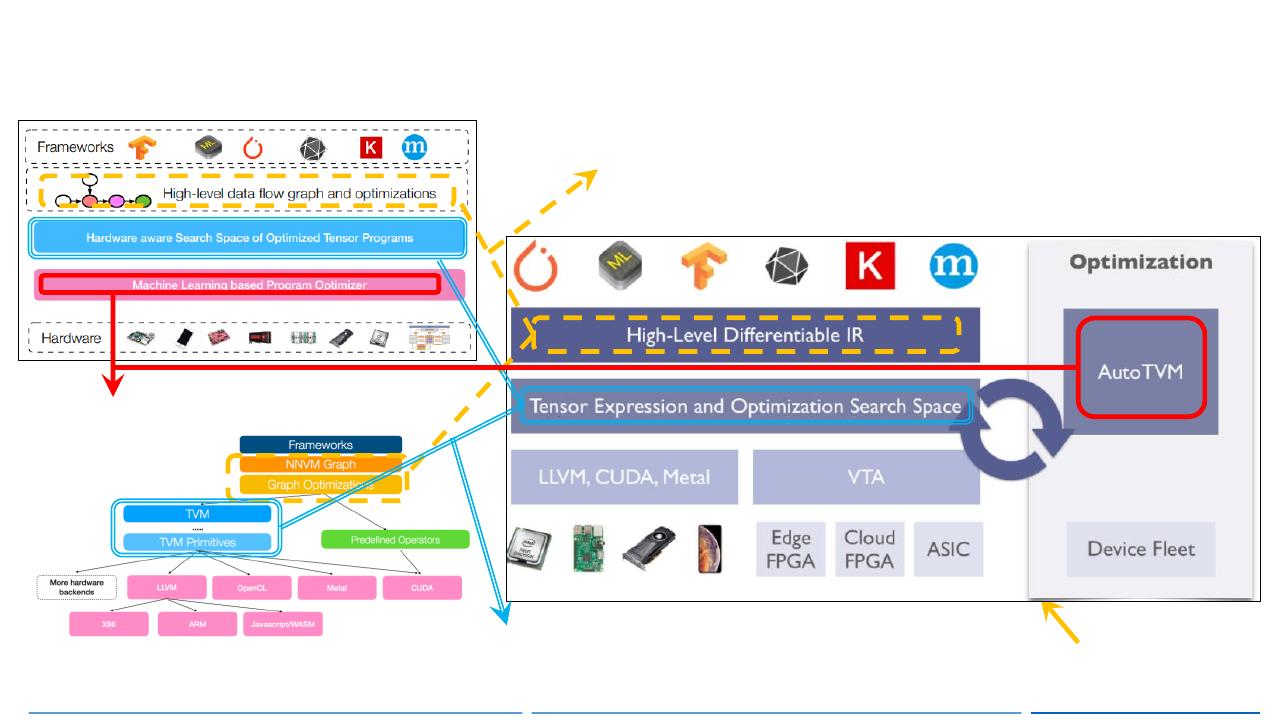 Frameworks
High-level data flow graph and optimizations
Hardware aware Search Space of Optimized Tensor Programs
Machine Learning based Program Optimizer
Hardware
Frameworks
NNVM Graph
Graph Optimizations
TVM
.....
TVM Primitives
Predefined Operators
More hardware
backends
LLVM
OpenCL
Metal
CUDA
X86
ARM
Javascript/WASM
ML
K
m
Optimization
High-Level Differentiable IR
AutoTVM
Tensor Expression and Optimization Search Space
LLVM, CUDA, Metal
VTA
Edge
FPGA
Cloud
FPGA
ASIC
Device Fleet